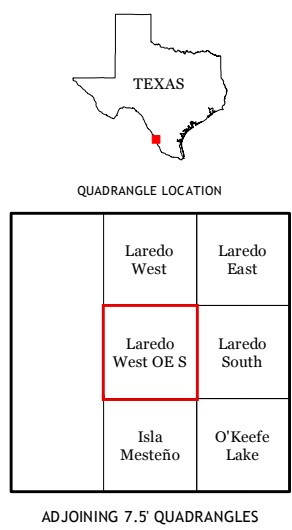 TEXAS
QUADRANGLE LOCATION
Laredo
West
Laredo
East
Laredo
West OE S
Laredo
South
Isla
Mesteño
O'Keefe
Lake
ADJOINING 7.5' QUADRANGLES